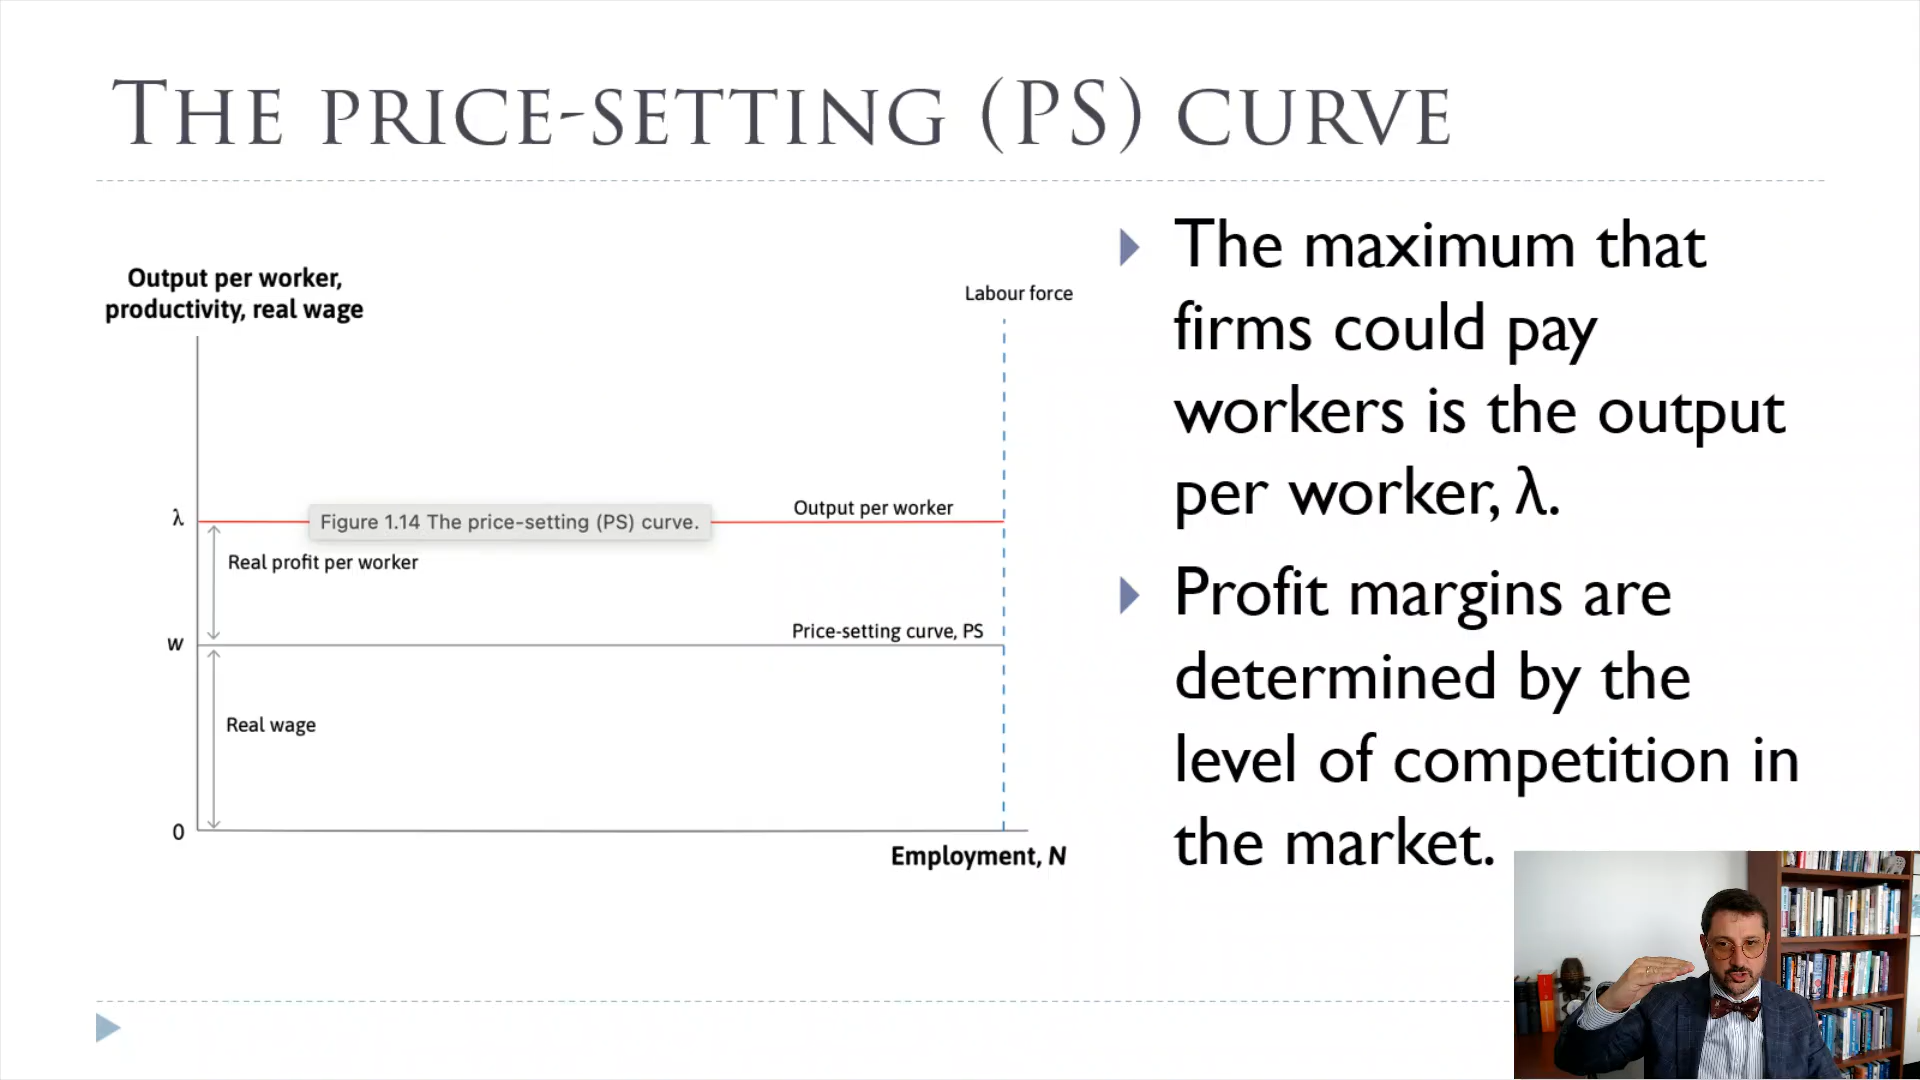 THE PRICE-SETTING (PS) CURVE
Output per worker,
productivity, real wage
Labour force
λ
Output per worker
Figure 1.14 The price-setting (PS) curve.
Real profit per worker
w
Price-setting curve, PS
Real wage
0
Employment, N
The maximum that
firms could pay
workers is the output
per worker, λ.
Profit margins are
determined by the
level of competition in
the market.